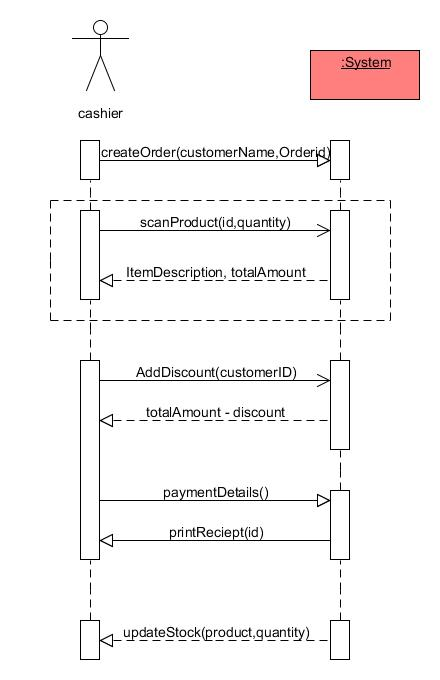 :System
cashier
createOrder(customerName,Orderid)
scanProduct(id,quantity)
ItemDescription, totalAmount
AddDiscount(customerID)
totalAmount - discount
paymentDetails()
printReciept(id)
updateStock(product,quantity)